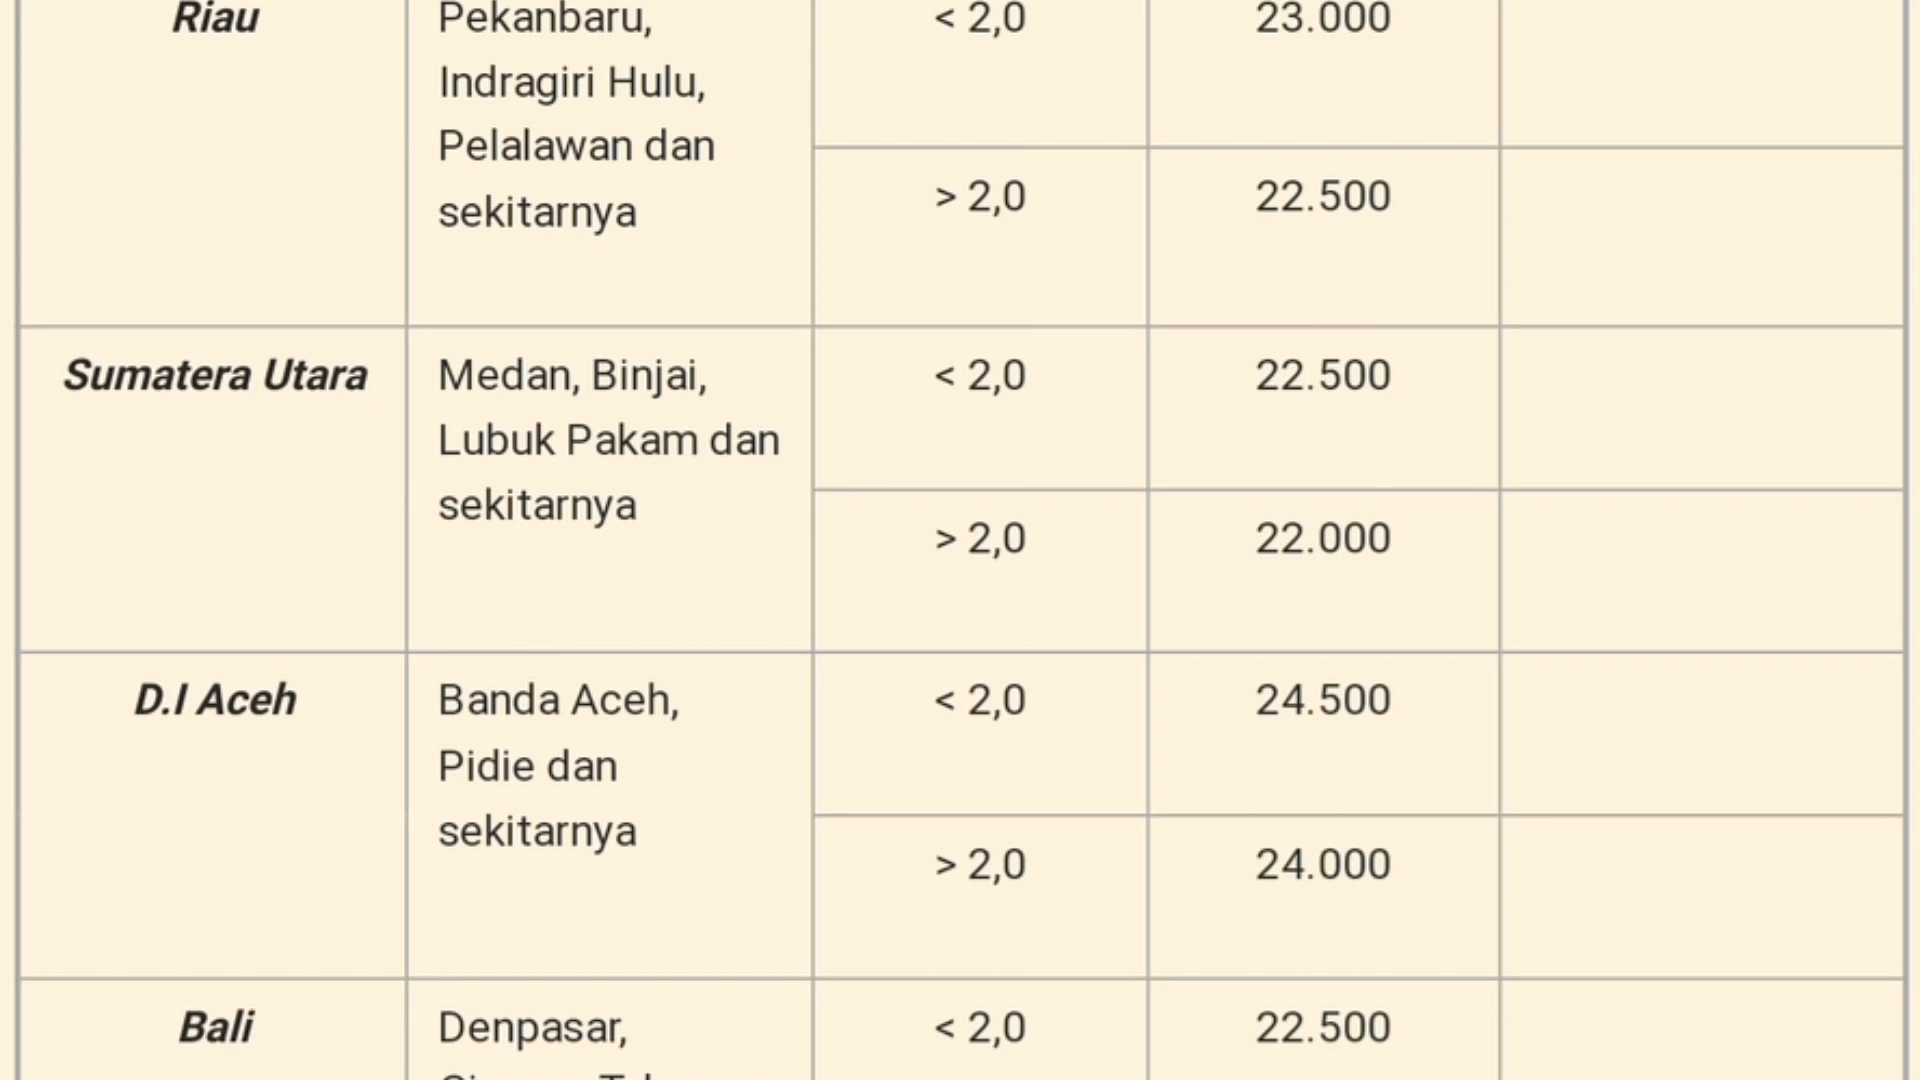 Riau Pekanbaru, < 2,0 23.000
Indragiri Hulu,
Pelalawan dan
> 2,0 22.500
sekitarnya
Sumatera Utara Medan, Binjai, < 2,0 22.500
Lubuk Pakam dan
sekitarnya
> 2,0 22.000
D.I Aceh Banda Aceh, < 2,0 24.500
Pidie dan
sekitarnya
> 2,0 24.000
Bali Denpasar, < 2,0 22.500